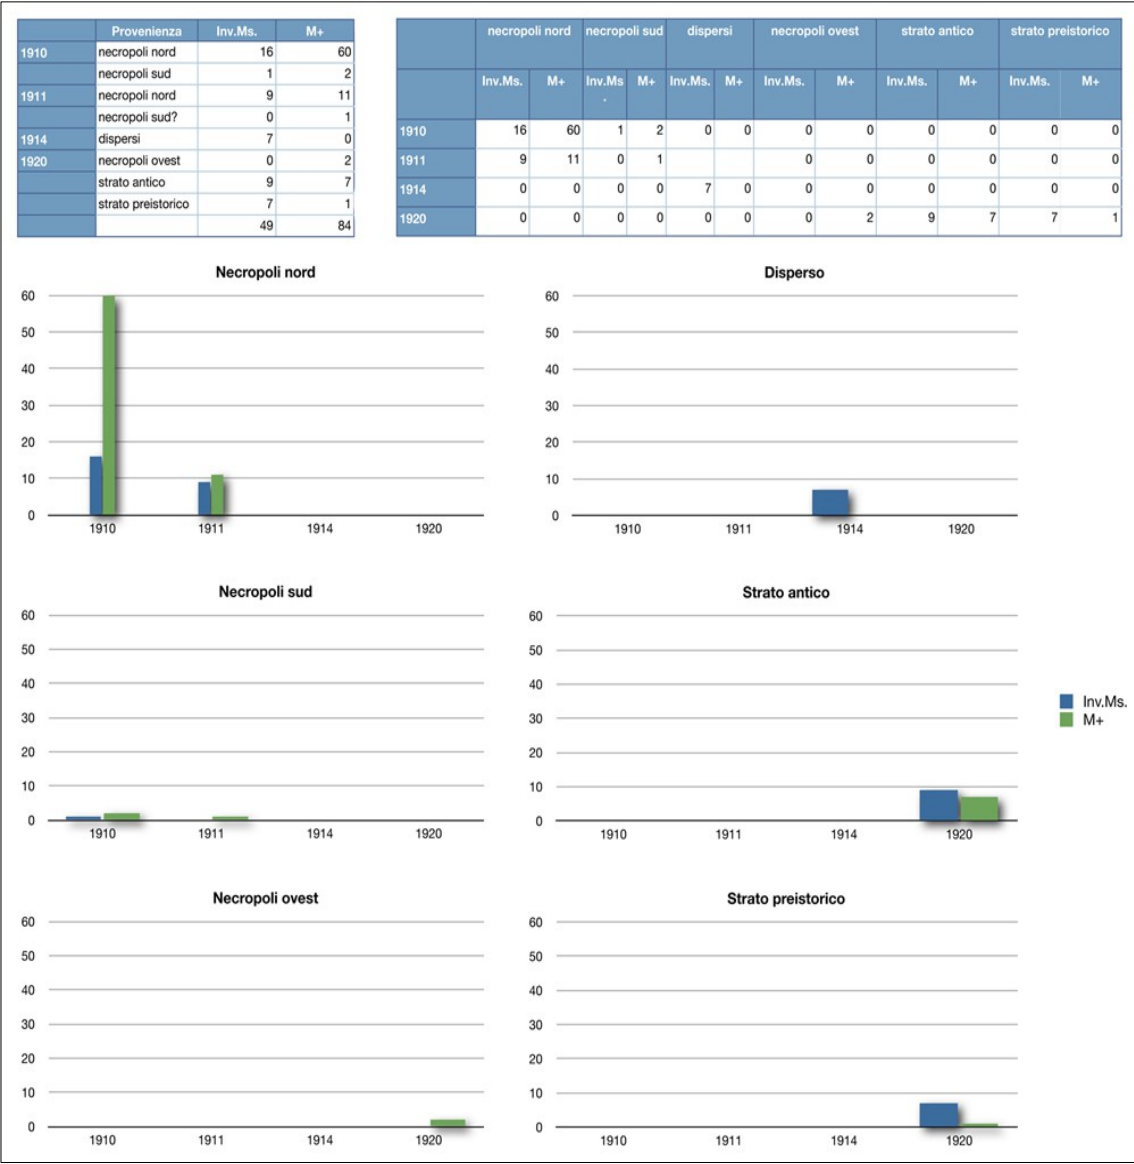 Provenienza Inv.Ms. M+
1910 necropoli nord 16 60
necropoli sud 1 2
1911 necropoli nord 9 11
necropoli sud? 0 1
1914 dispersi 7 0
1920 necropoli ovest 0 2
strato antico 9 7
strato preistorico 7 1
49 84
necropoli nord necropoli sud dispersi necropoli ovest strato antico strato preistorico
Inv.Ms. M+ Inv.Ms M+ Inv.Ms. M+ Inv.Ms. M+ Inv.Ms. M+ Inv.Ms. M+
.
1910 16 60 1 2 0 0 0 0 0 0 0 0
1911 9 11 0 1 0 0 0 0 0 0
1914 0 0 0 0 7 0 0 0 0 0 0 0
1920 0 0 0 0 0 0 0 2 9 7 7 1
Necropoli nord
60
50
40
30
20
10
0
1910 1911 1914 1920
Disperso
60
50
40
30
20
10
0
1910 1911 1914 1920
Necropoli sud
60
50
40
30
20
10
0
1910 1911 1914 1920
Strato antico
60
50
40
30
20
10
0
1910 1911 1914 1920
Inv.Ms.
M+
Necropoli ovest
60
50
40
30
20
10
0
1910 1911 1914 1920
Strato preistorico
60
50
40
30
20
10
0
1910 1911 1914 1920